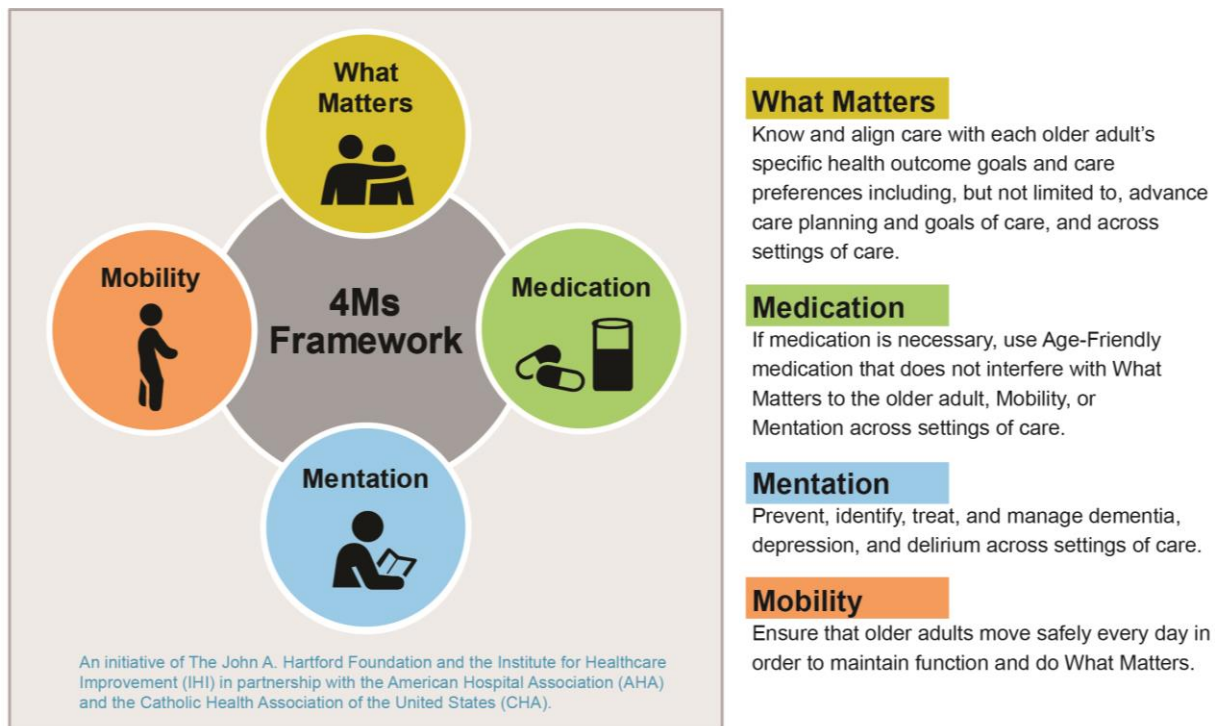 What
Matters
Mobility
4Ms
Framework
Medication
Mentation
An initiative of The John A. Hartford Foundation and the Institute for Healthcare
Improvement (IHI) in partnership with the American Hospital Association (AHA)
and the Catholic Health Association of the United States (CHA).
What Matters
Know and align care with each older adult’s
specific health outcome goals and care
preferences including, but not limited to, advance
care planning and goals of care, and across
settings of care.
Medication
If medication is necessary, use Age-Friendly
medication that does not interfere with What
Matters to the older adult, Mobility, or
Mentation across settings of care.
Mentation
Prevent, identify, treat, and manage dementia,
depression, and delirium across settings of care.
Mobility
Ensure that older adults move safely every day in
order to maintain function and do What Matters.